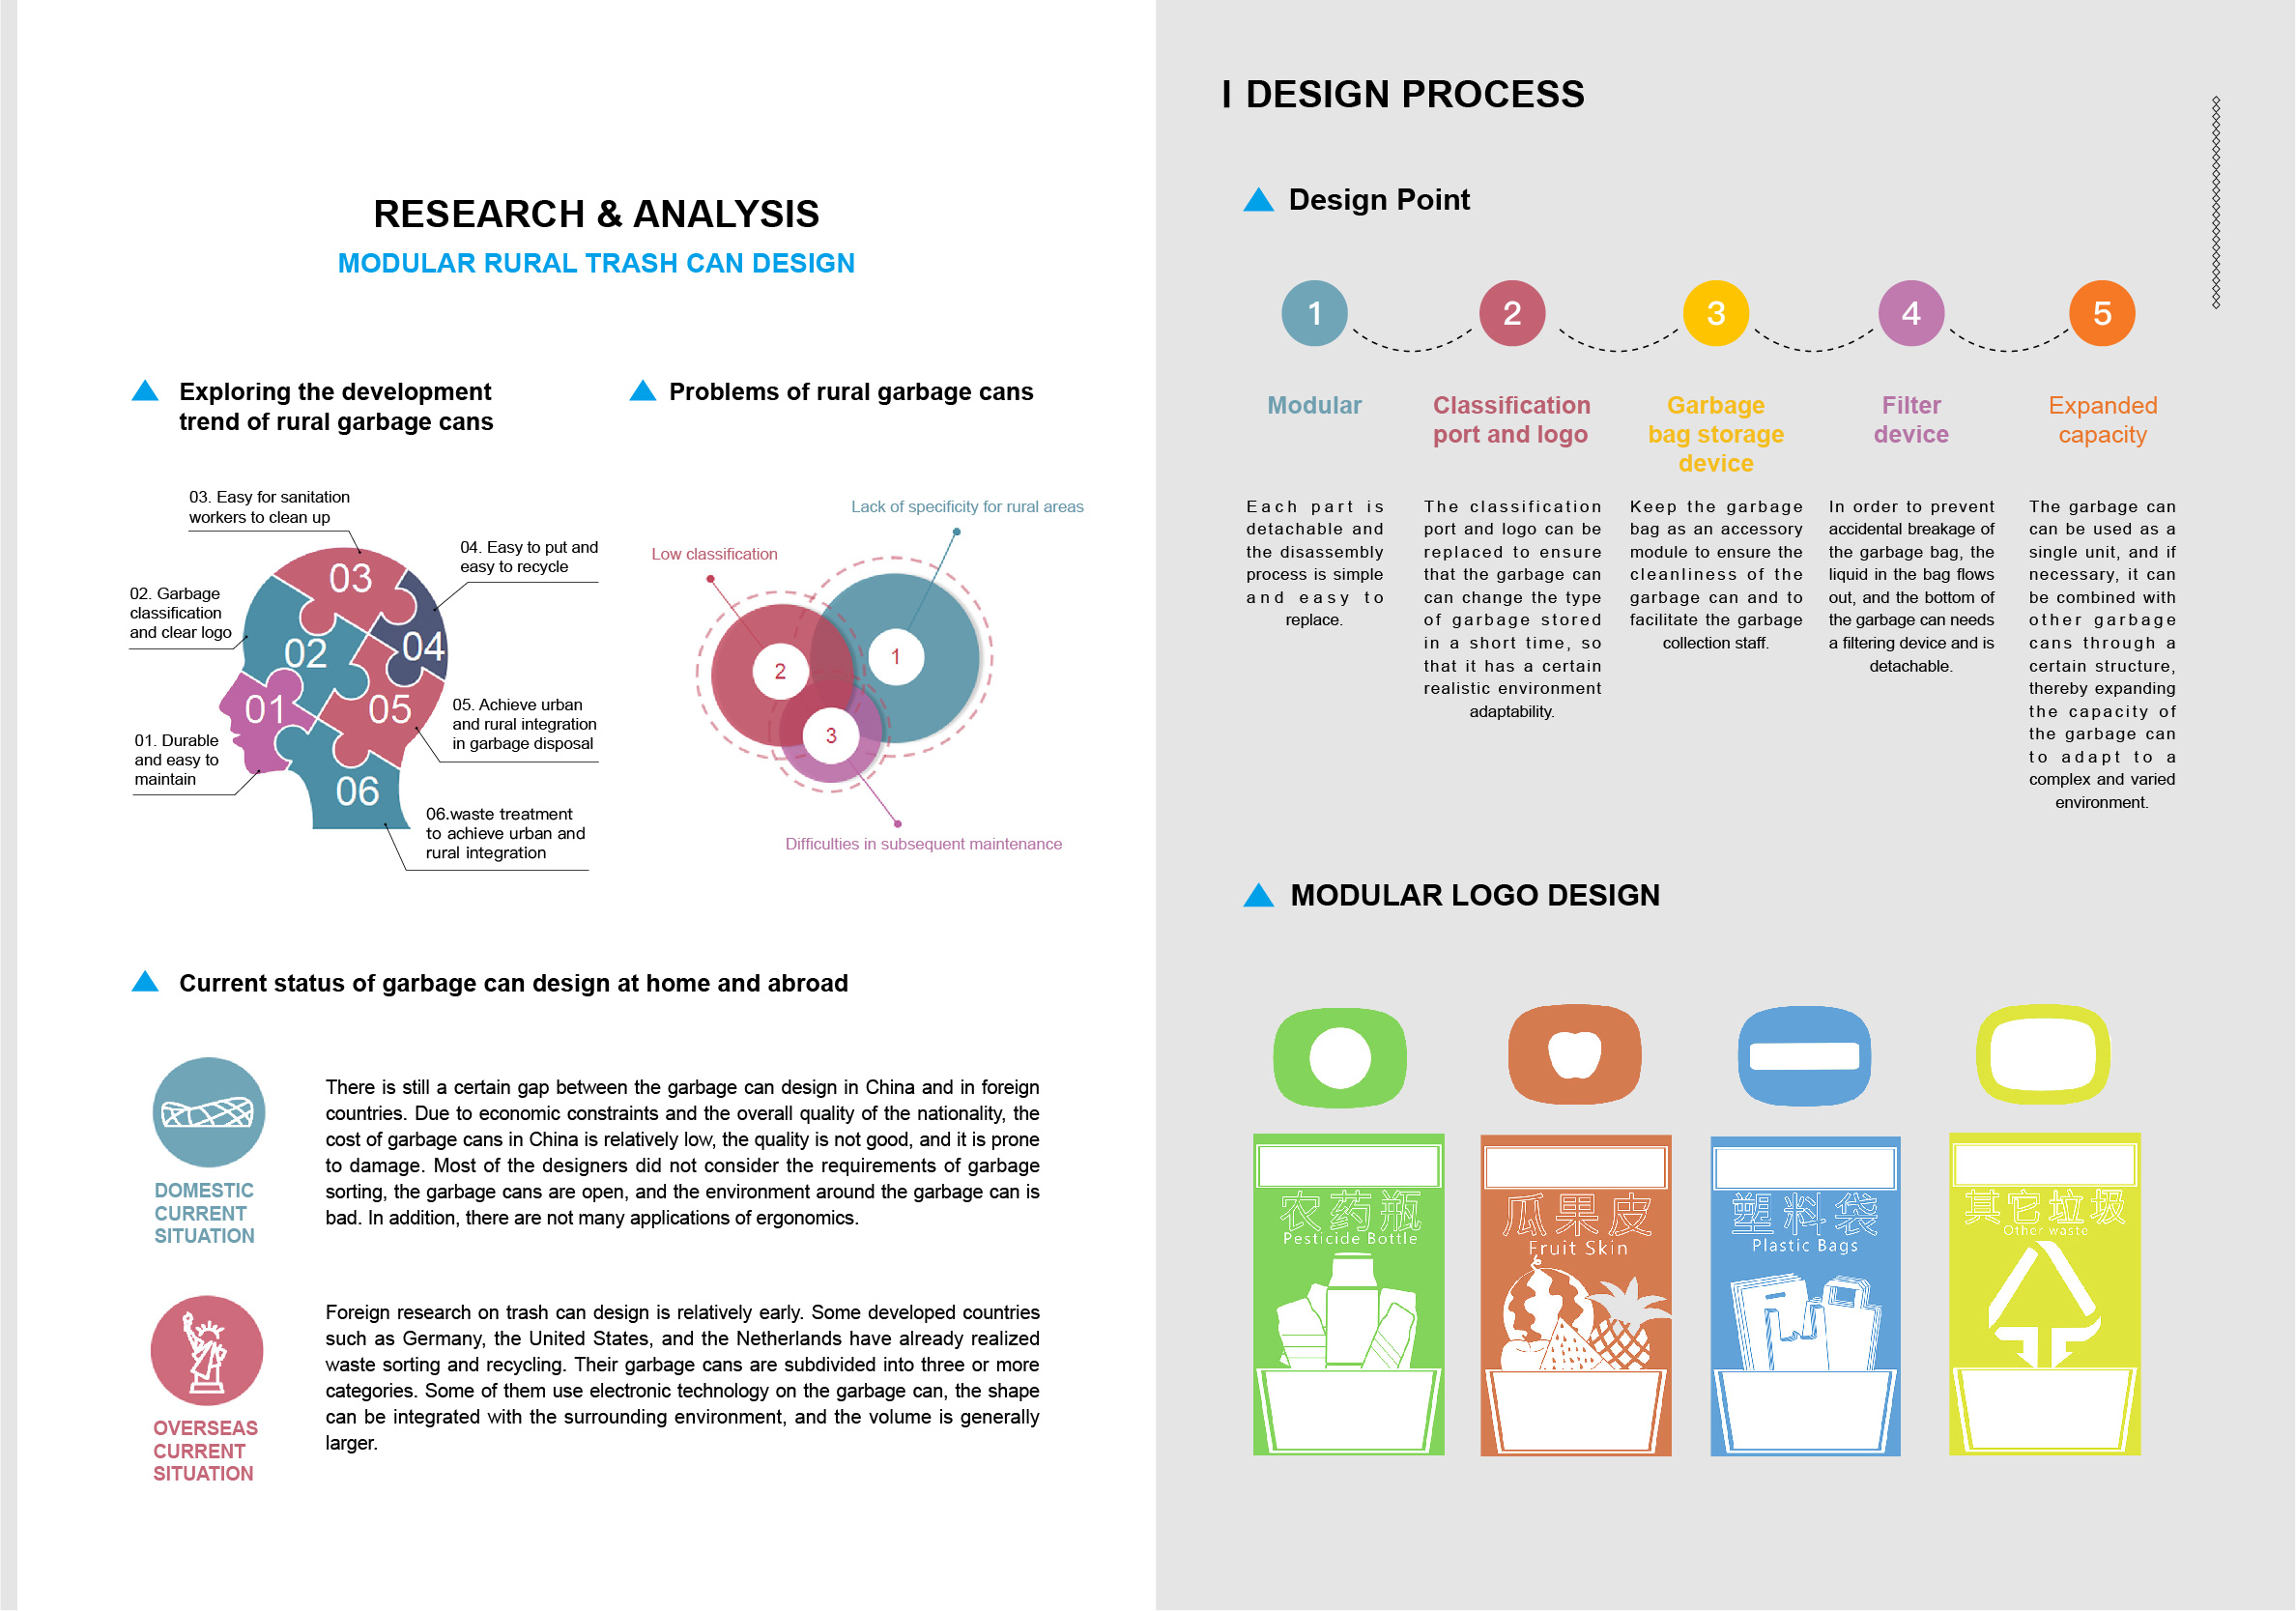 RESEARCH & ANALYSIS
MODULAR RURAL TRASH CAN DESIGN
Exploring the development
trend of rural garbage cans
03. Easy for sanitation
workers to clean up
04. Easy to put and
easy to recycle
02. Garbage
classification
and clear logo
05. Achieve urban
and rural integration
in garbage disposal
01. Durable
and easy to
maintain
06.waste treatment
to achieve urban and
rural integration
03
04
02
01
05
06
Problems of rural garbage cans
Lack of specificity for rural areas
Low classification
1
2
3
Difficulties in subsequent maintenance
Current status of garbage can design at home and abroad
DOMESTIC
CURRENT
SITUATION
There is still a certain gap between the garbage can design in China and in foreign
countries. Due to economic constraints and the overall quality of the nationality, the
cost of garbage cans in China is relatively low, the quality is not good, and it is prone
to damage. Most of the designers did not consider the requirements of garbage
sorting, the garbage cans are open, and the environment around the garbage can is
bad. In addition, there are not many applications of ergonomics.
OVERSEAS
CURRENT
SITUATION
Foreign research on trash can design is relatively early. Some developed countries
such as Germany, the United States, and the Netherlands have already realized
waste sorting and recycling. Their garbage cans are subdivided into three or more
categories. Some of them use electronic technology on the garbage can, the shape
can be integrated with the surrounding environment, and the volume is generally
larger.
I DESIGN PROCESS
Design Point
1
Modular
Each part is
detachable and
the disassembly
process is simple
and easy to
replace.
2
Classification
port and logo
The classification
port and logo can be
replaced to ensure
that the garbage can
can change the type
of garbage stored
in a short time, so
that it has a certain
realistic environment
adaptability.
3
Garbage
bag storage
device
Keep the garbage
bag as an accessory
module to ensure the
cleanliness of the
garbage can and to
facilitate the garbage
collection staff.
4
Filter
device
In order to prevent
accidental breakage of
the garbage bag, the
liquid in the bag flows
out, and the bottom of
the garbage can needs
a filtering device and is
detachable.
5
Expanded
capacity
The garbage can
can be used as a
single unit, and if
necessary, it can
be combined with
other garbage
cans through a
certain structure,
thereby expanding
the capacity of
the garbage can
to adapt to a
complex and varied
environment.
MODULAR LOGO DESIGN
农药瓶
Pesticide Bottle
瓜果皮
Fruit Skin
塑料袋
Plastic Bags
其它垃圾
Other waste